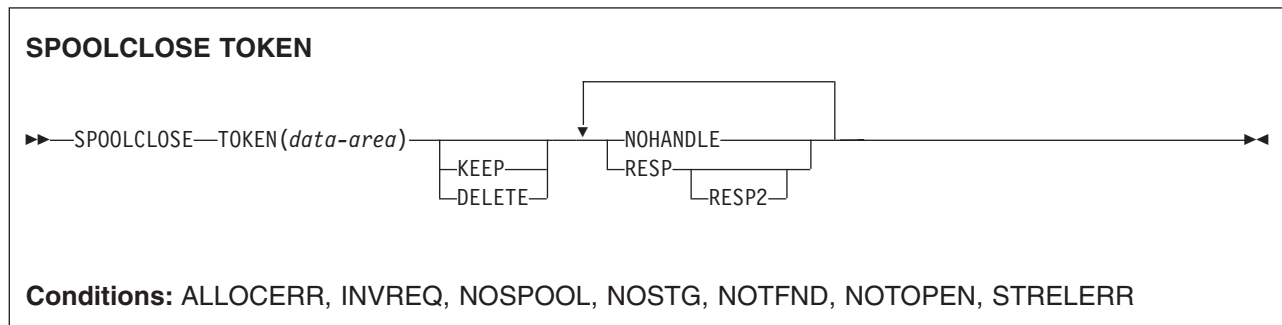 SPOOLCLOSE TOKEN
SPOOLCLOSE TOKEN(data-area) NOHANDLE
KEEP RESP
DELETE RESP2
Conditions: ALLOCERR, INVREQ, NOSPOOL, NOSTG, NOTFND, NOTOPEN, STRELERR